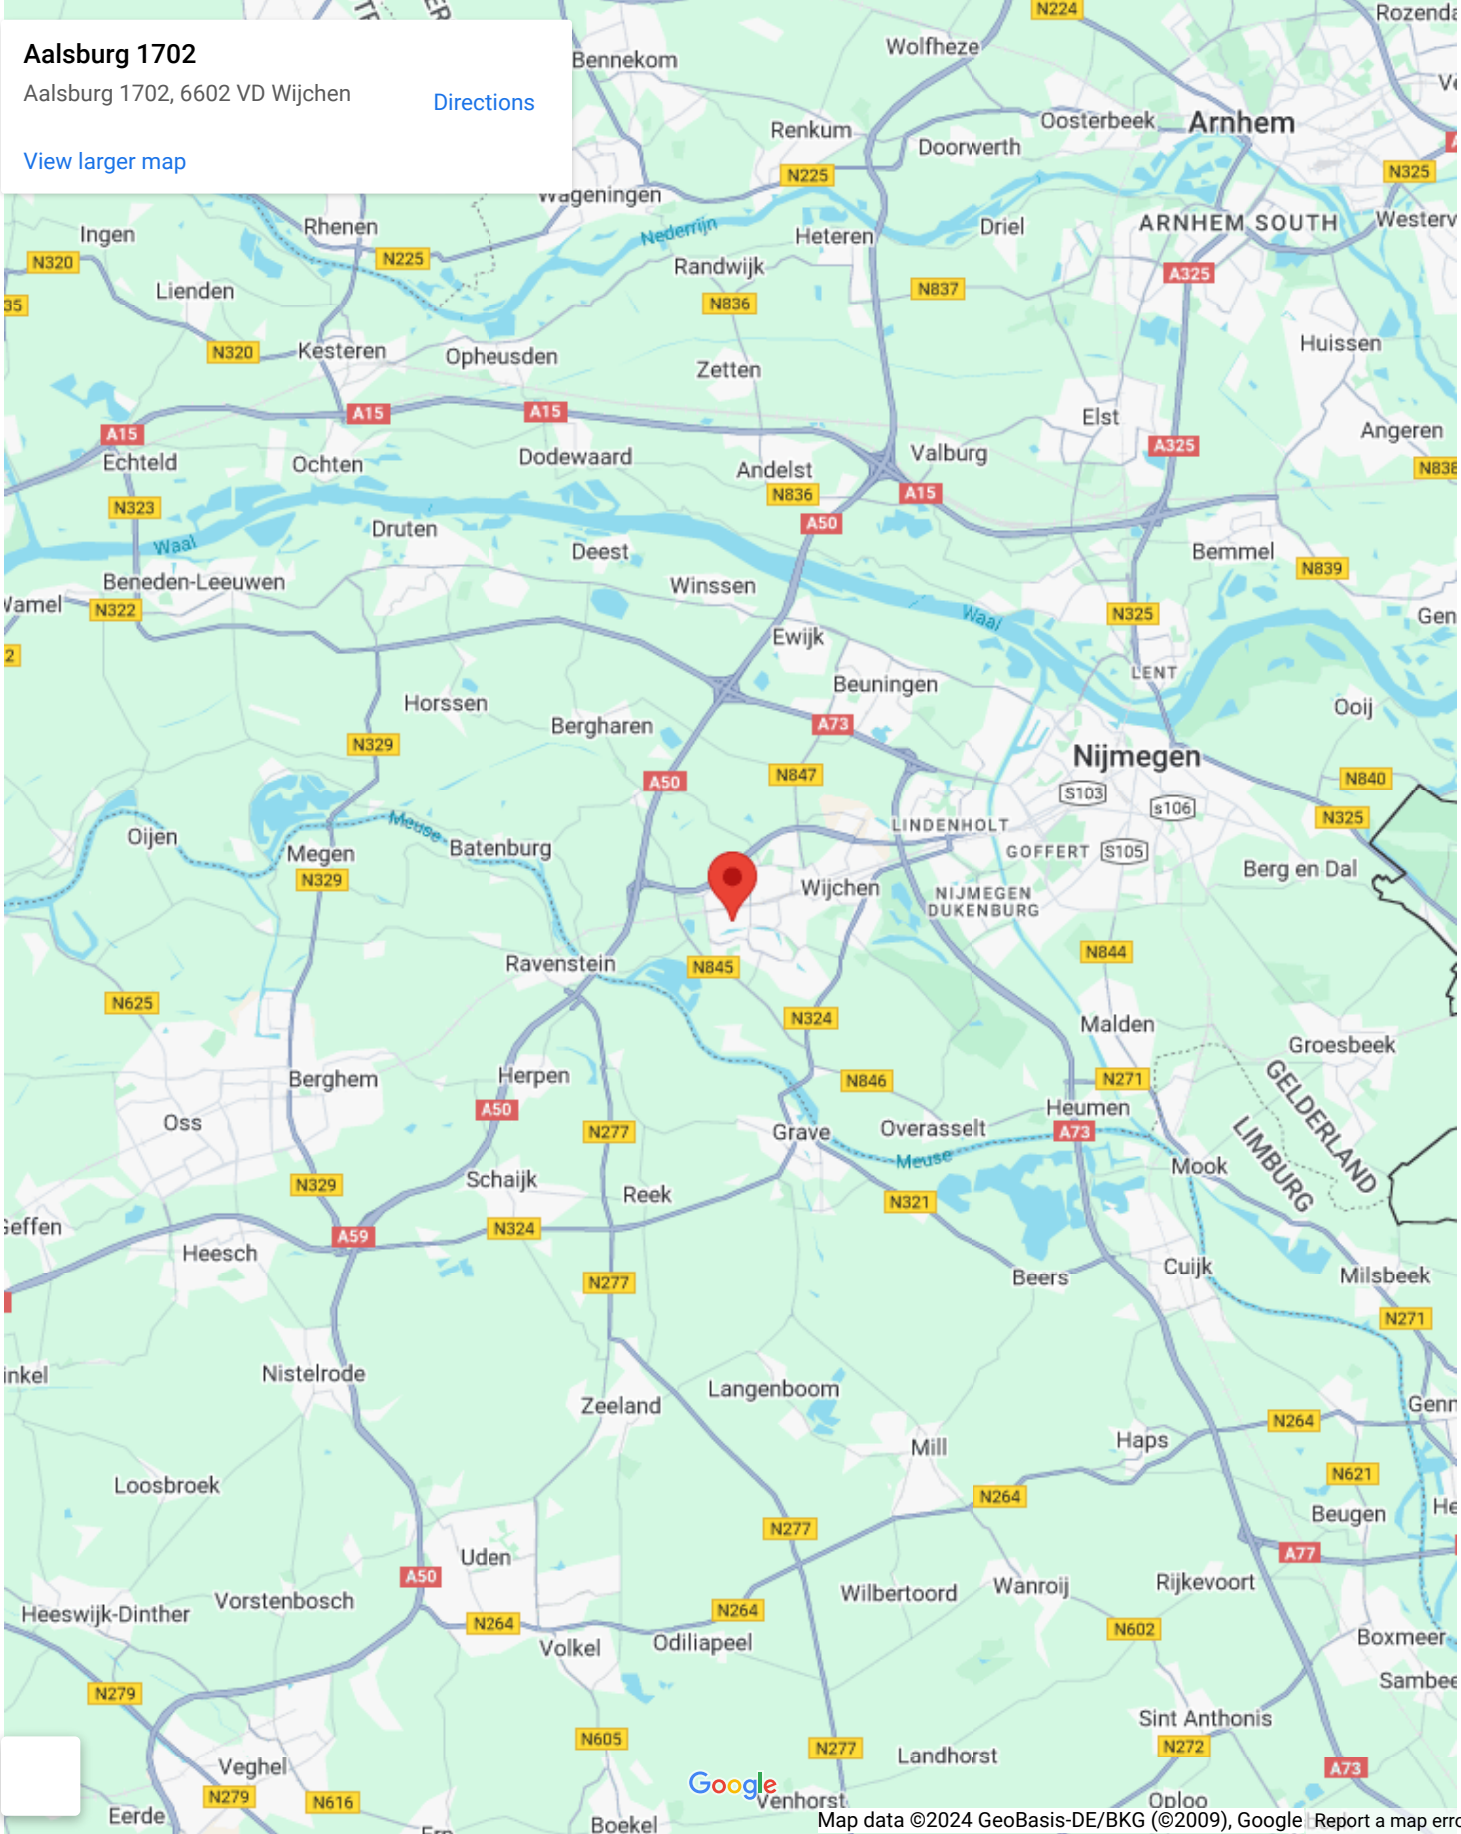 Aalsburg 1702
Aalsburg 1702, 6602 VD Wijchen
Directions
View larger map
N224
Wolfheze
Bennekom
Arnhem
Oosterbeek
Renkum
Doorwerth
N225
N325
Wageningen
Rhenen
Ingen
Nederrijn
Heteren
Driel
ARNHEM SOUTH
N320
N225
Randwijk
A325
Lienden
N836
N837
35
N320
Kesteren
Opheusden
Zetten
Huissen
A15
A15
A15
Elst
Angeren
Echteld
Ochten
Dodewaard
Andelst
Valburg
A325
N838
N836
A15
N323
A50
Druten
Waal
Deest
Bemmel
N839
Beneden-Leeuwen
Winssen
N322
Waal
N325
Ewijk
2
LENT
Beuningen
Horssen
Bergharen
A73
Ooij
N329
Nijmegen
A50
N847
S103
s106
N840
N325
Meuse
LINDENHOLT
Oijen
Batenburg
GOFFERT
S105
Megen
N329
Wijchen
NIJMEGEN
DUKENBURG
Berg en Dal
Ravenstein
N845
N844
N625
N324
Malden
Groesbeek
Berghem
Herpen
N846
N271
GELDERLAND
LIMBURG
Oss
A50
N277
Grave
Overasselt
Heumen
A73
Meuse
Mook
N329
Schaijk
Reek
N321
N324
A59
Heesch
Beers
Cuijk
Milsbeek
N277
N271
Nistelrode
Zeeland
Langenboom
N264
Mill
Haps
Loosbroek
N264
N621
Beugen
N277
Uden
A50
A77
Vorstenbosch
Heeswijk-Dinther
Wilbertoord
Wanroij
Rijkevoort
N264
N264
N602
Volkel
Odiliapeel
Boxmeer
N279
Sint Anthonis
N605
N277
Landhorst
N272
Veghel
A73
N279
N616
Google
Venhorst
Oploo
Eerde
Boekel
Map data ©2024 GeoBasis-DE/BKG (©2009), Google
Report a map erro